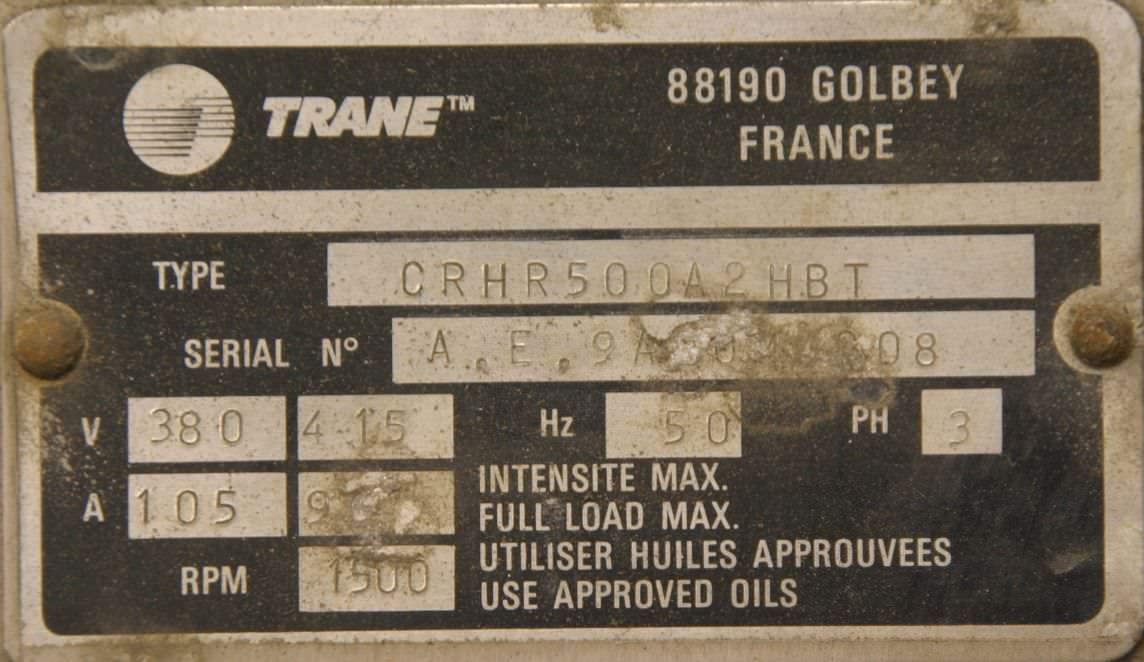 TRANE™
88190 GOLBEY
FRANCE
TYPE CRHR500A2HBT
SERIAL N°
V 380 415 Hz 50 PH 3
A 105
INTENSITE MAX.
FULL LOAD MAX.
RPM 1500
UTILISER HUILES APPROUVEES
USE APPROVED OILS